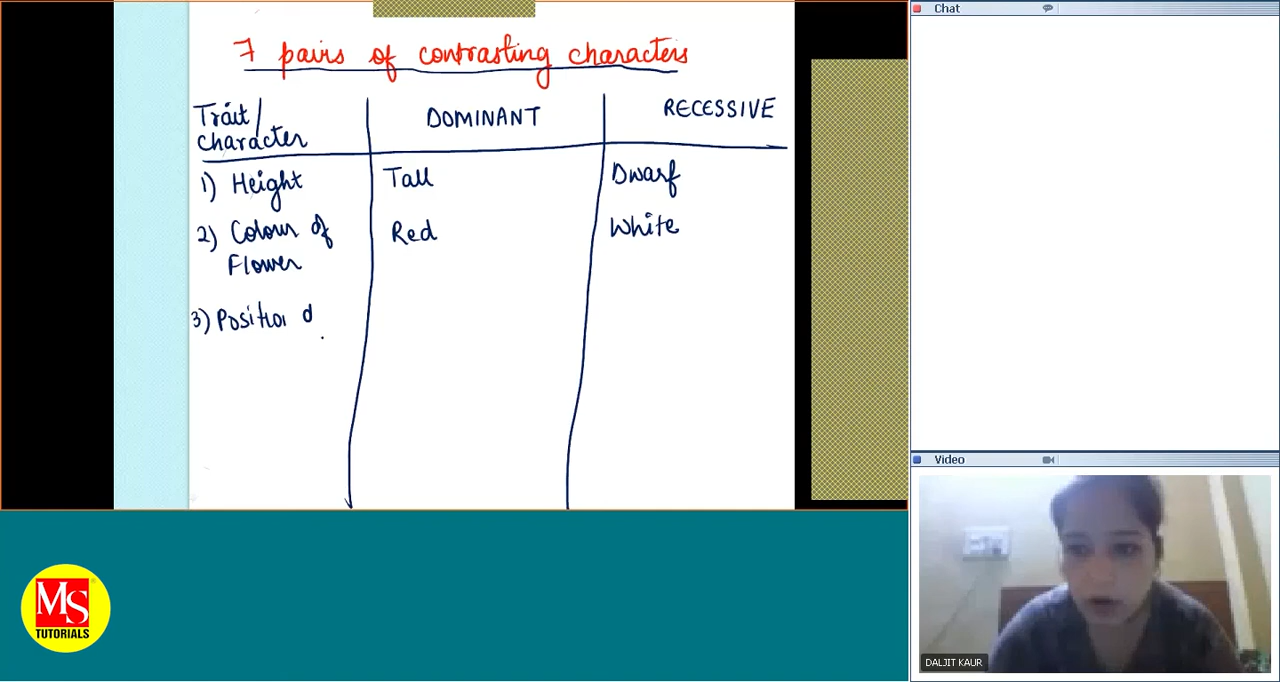 7 pairs of contrasting characters
Trait/ DOMINANT RECESSIVE
character
1) Height Tall Dwarf
2) Colour of Red White
Flower
3) Position
Chat
Video
DALJIT KAUR
MS
TUTORIALS